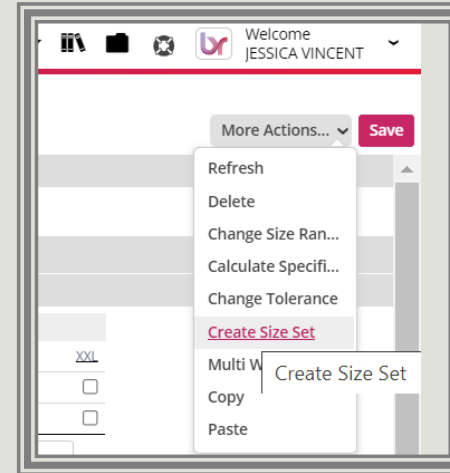 br
Welcome
JESSICA VINCENT
More Actions... Save
Refresh
Delete
Change Size Ran...
Calculate Specifi...
Change Tolerance
Create Size Set
XXL
Multi W
Create Size Set
Copy
Paste